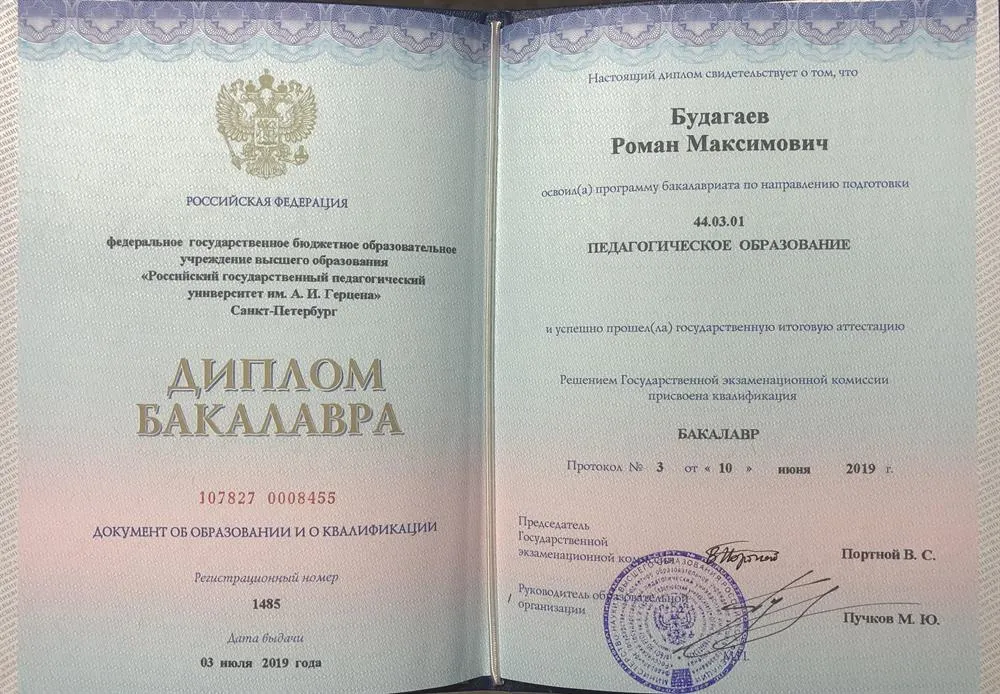 РОССИЙСКАЯ ФЕДЕРАЦИЯ
федеральное государственное бюджетное образовательное
учреждение высшего образования
«Российский государственный педагогический
университет им. А. И. Герцена»
Санкт-Петербург
ДИПЛОМ
БАКАЛАВРА
107827 0008455
ДОКУМЕНТ ОБ ОБРАЗОВАНИИ И О КВАЛИФИКАЦИИ
Регистрационный номер
1485
Дата выдачи
03 июля 2019 года
Настоящий диплом свидетельствует о том, что
Будагаев
Роман Максимович
освоил(а) программу бакалавриата по направлению подготовки
44.03.01
ПЕДАГОГИЧЕСКОЕ ОБРАЗОВАНИЕ
и успешно прошел(ла) государственную итоговую аттестацию
Решением Государственной экзаменационной комиссии
присвоена квалификация
БАКАЛАВР
Протокол № 3 от « 10 » июня 2019 г.
Председатель
Государственной
экзаменационной комиссии
Портной В. С.
/ Руководитель образовательной
организации
Пучков М. Ю.
М.П.